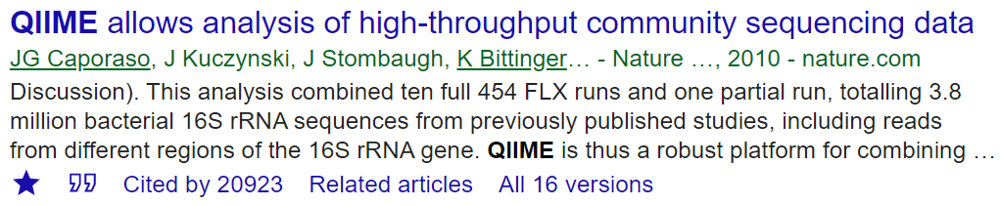 QIIME allows analysis of high-throughput community sequencing data
JG Caporaso, J Kuczynski, J Stombaugh, K Bittinger… - Nature …, 2010 - nature.com
Discussion). This analysis combined ten full 454 FLX runs and one partial run, totalling 3.8
million bacterial 16S rRNA sequences from previously published studies, including reads
from different regions of the 16S rRNA gene. QIIME is thus a robust platform for combining …
Cited by 20923 Related articles All 16 versions